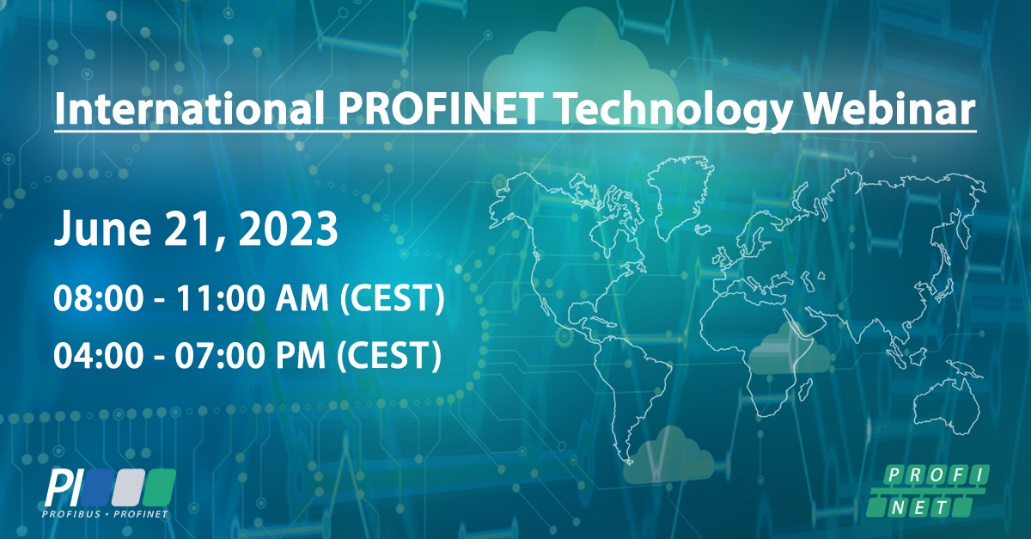 International PROFINET Technology Webinar
June 21, 2023
08:00 - 11:00 AM (CEST)
04:00 - 07:00 PM (CEST)
PI
PROFIBUS • PROFINET
PROFI
NET